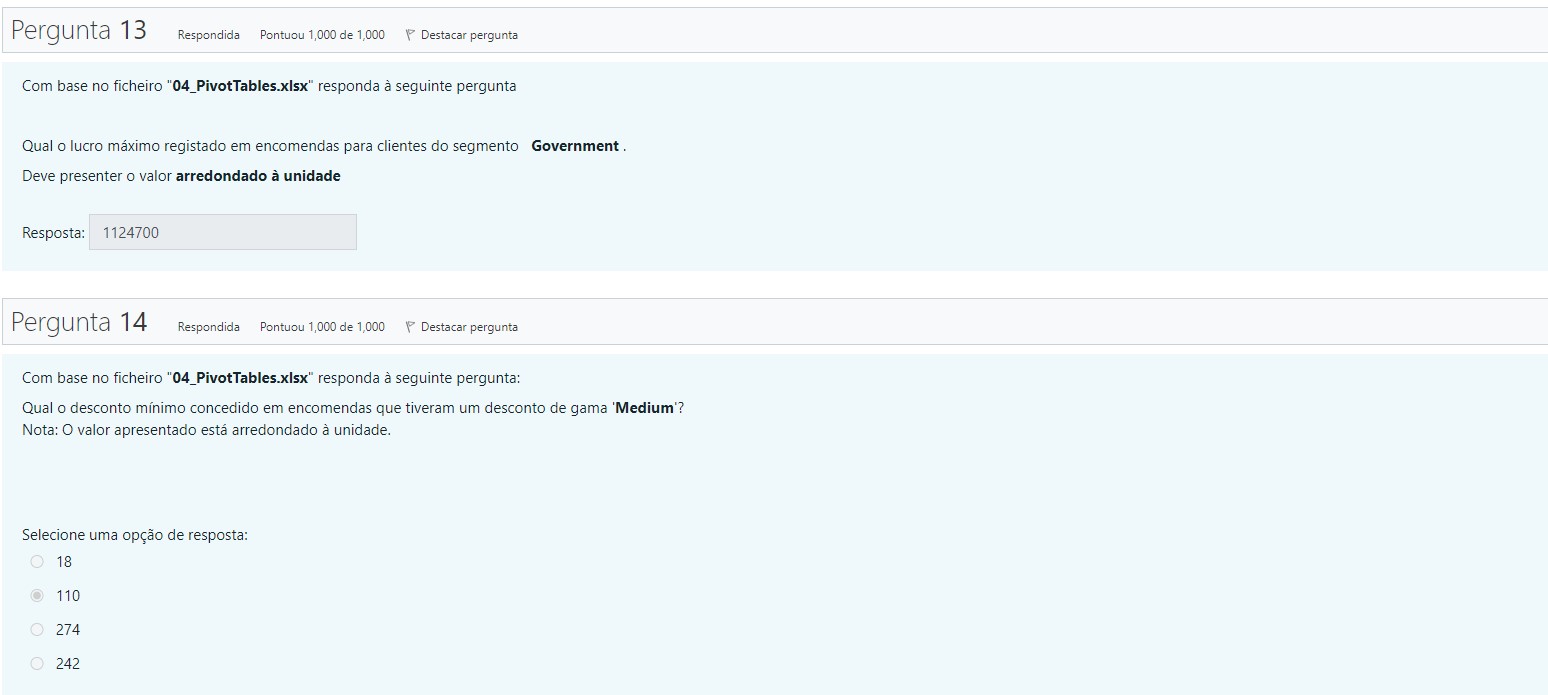 Pergunta 13 Respondida Pontuou 1,000 de 1,000 Destacar pergunta
Com base no ficheiro "04_PivotTables.xlsx" responda à seguinte pergunta
Qual o lucro máximo registado em encomendas para clientes do segmento Government .
Deve presenter o valor arredondado à unidade
Resposta: 1124700
Pergunta 14 Respondida Pontuou 1,000 de 1,000 Destacar pergunta
Com base no ficheiro "04_PivotTables.xlsx" responda à seguinte pergunta:
Qual o desconto mínimo concedido em encomendas que tiveram um desconto de gama 'Medium'?
Nota: O valor apresentado está arredondado à unidade.
Selecione uma opção de resposta:
18
110
274
242